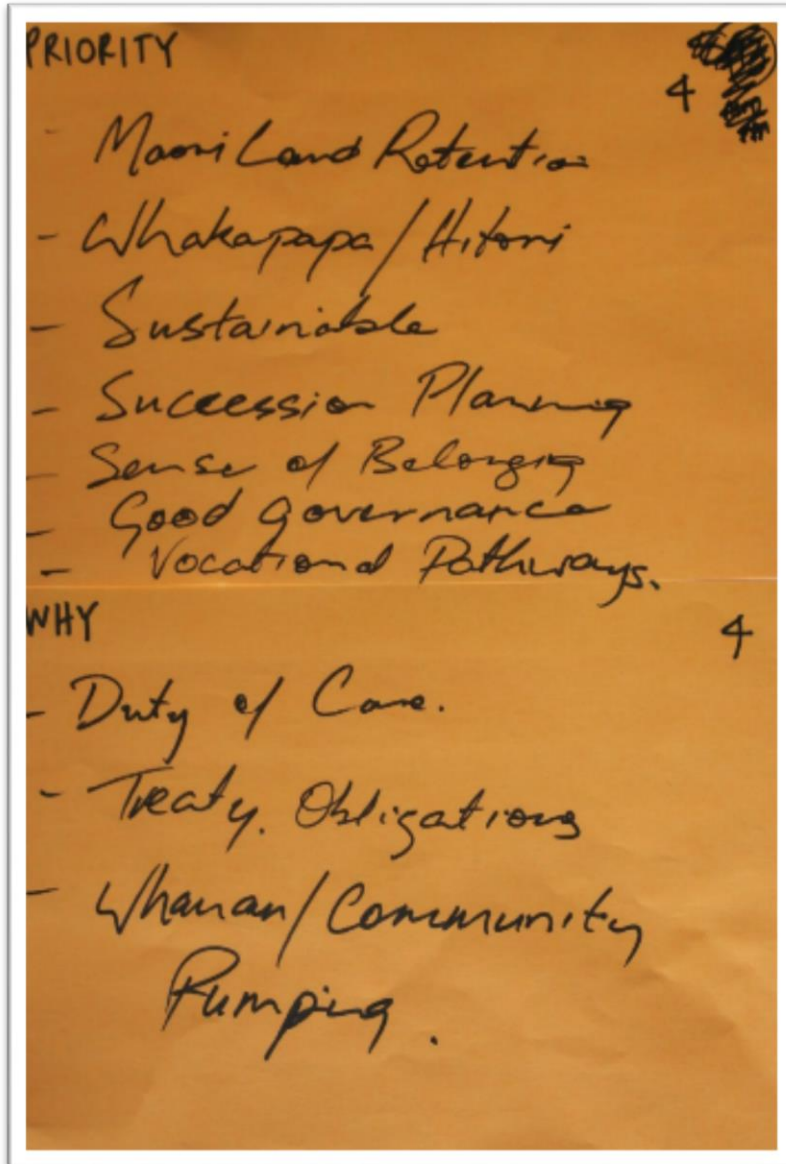 PRIORITY
4
- Maori Land Retention
- Whakapapa/Hitori
- Sustainable
- Succession Planning
- Sense of Belonging
- Good governance
- Vocational Pathways.
WHY
4
- Duty of Care.
- Treaty. Obligations
- Whanau/Community
Pumping.